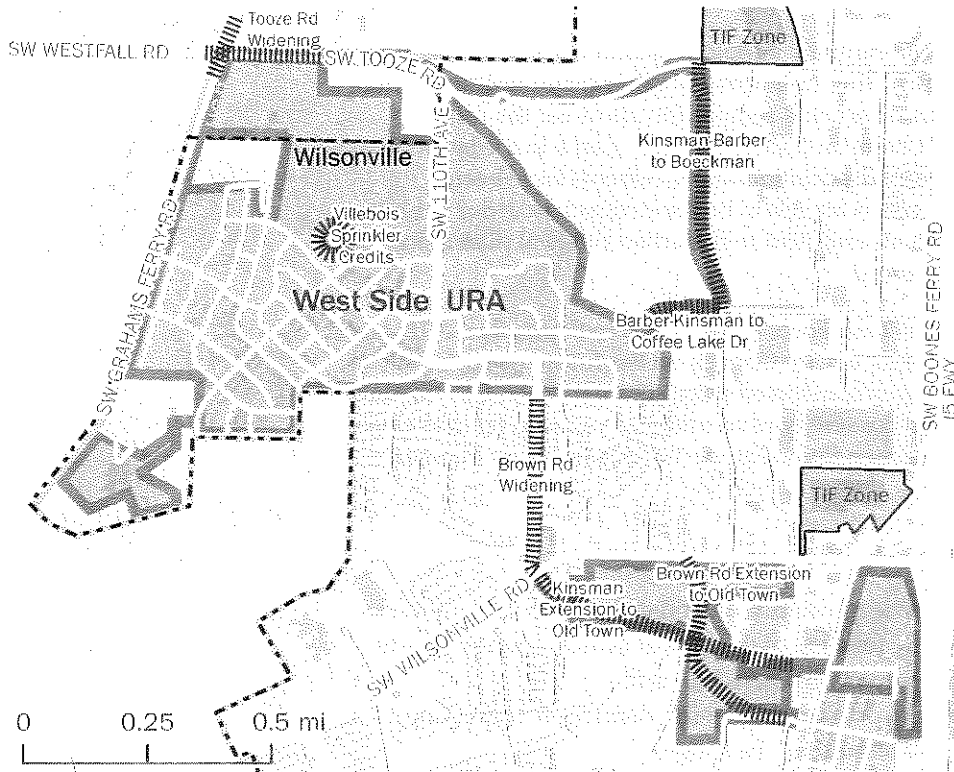 Tooze Rd
Widening
TIF Zone
SW WESTFALL RD
SW TOOZE RD
Kinsman-Barber
to Boeckman
Wilsonville
SW 110TH AVE
Villebois
Sprinkler
Credits
SW GRAHAMS FERRY RD
West Side URA
SW BOONES FERRY RD
I5 FWY
Barber-Kinsman to
Coffee Lake Dr
Brown Rd
Widening
TIF Zone
Brown Rd Extension
to Old Town
Kinsman
Extension to
Old Town
SW WILSONVILLE RD
0 0.25 0.5 mi